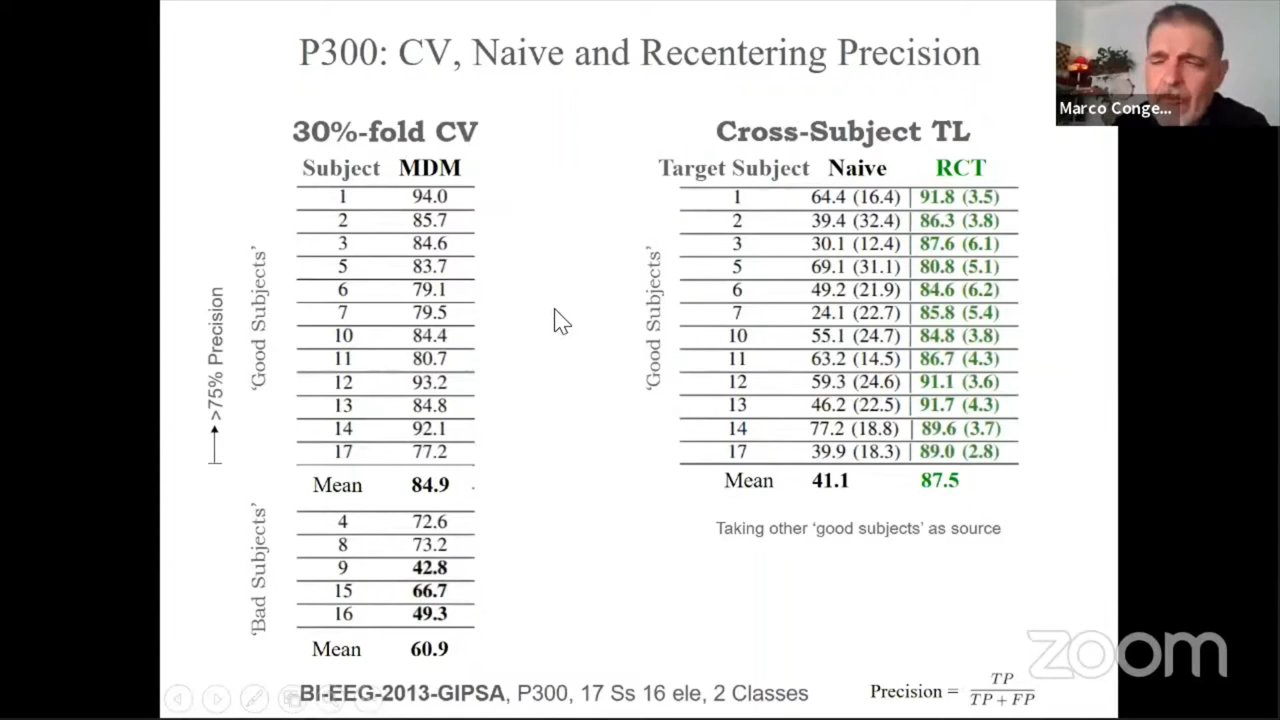 P300: CV, Naive and Recentering Precision
Marco Conge...
30%-fold CV
Subject MDM
1 94.0
2 85.7
3 84.6
5 83.7
6 79.1
7 79.5
10 84.4
11 80.7
12 93.2
13 84.8
14 92.1
17 77.2
Mean 84.9
4 72.6
8 73.2
9 42.8
15 66.7
16 49.3
Mean 60.9
>75% Precision
'Good Subjects'
'Bad Subjects'
Cross-Subject TL
Target Subject Naive RCT
1 64.4 (16.4) 91.8 (3.5)
2 39.4 (32.4) 86.3 (3.8)
3 30.1 (12.4) 87.6 (6.1)
5 69.1 (31.1) 80.8 (5.1)
6 49.2 (21.9) 84.6 (6.2)
7 24.1 (22.7) 85.8 (5.4)
10 55.1 (24.7) 84.8 (3.8)
11 63.2 (14.5) 86.7 (4.3)
12 59.3 (24.6) 91.1 (3.6)
13 46.2 (22.5) 91.7 (4.3)
14 77.2 (18.8) 89.6 (3.7)
17 39.9 (18.3) 89.0 (2.8)
Mean 41.1 87.5
'Good Subjects'
Taking other 'good subjects' as source
zoom
BI-EEG-2013-GIPSA, P300, 17 Ss 16 ele, 2 Classes
Precision = TP / TP + FP